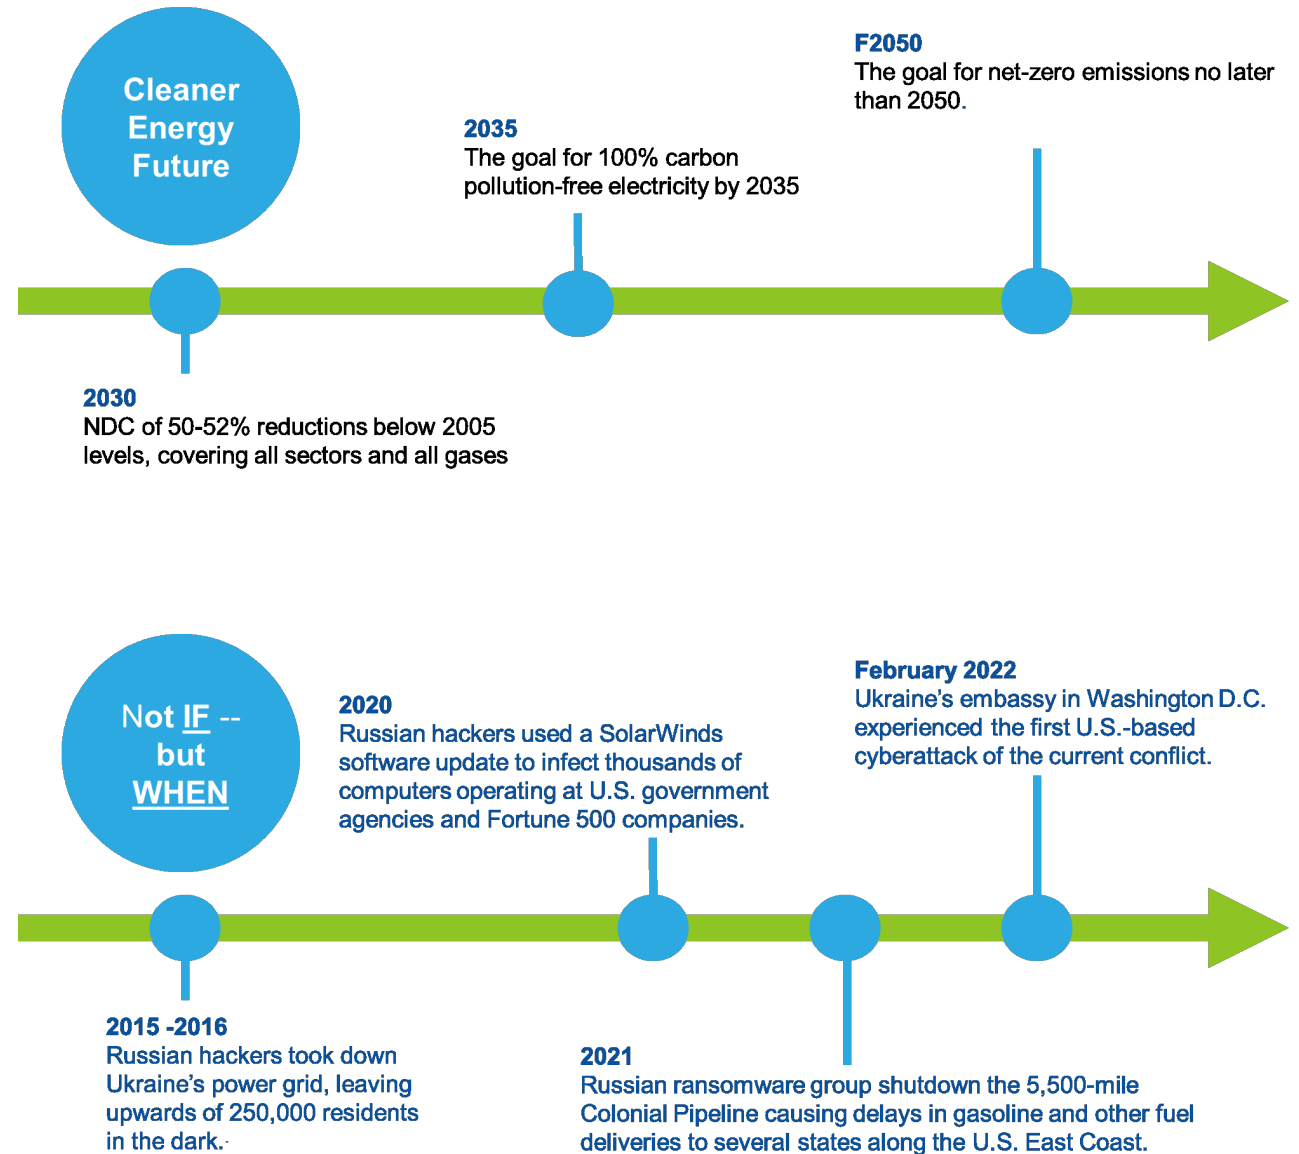 Cleaner
Energy
Future
F2050
The goal for net-zero emissions no later
than 2050.
2035
The goal for 100% carbon
pollution-free electricity by 2035
2030
NDC of 50-52% reductions below 2005
levels, covering all sectors and all gases
Not IF --
but
WHEN
2020
Russian hackers used a SolarWinds
software update to infect thousands of
computers operating at U.S. government
agencies and Fortune 500 companies.
February 2022
Ukraine’s embassy in Washington D.C.
experienced the first U.S.-based
cyberattack of the current conflict.
2015 -2016
Russian hackers took down
Ukraine’s power grid, leaving
upwards of 250,000 residents
in the dark.-
2021
Russian ransomware group shutdown the 5,500-mile
Colonial Pipeline causing delays in gasoline and other fuel
deliveries to several states along the U.S. East Coast.